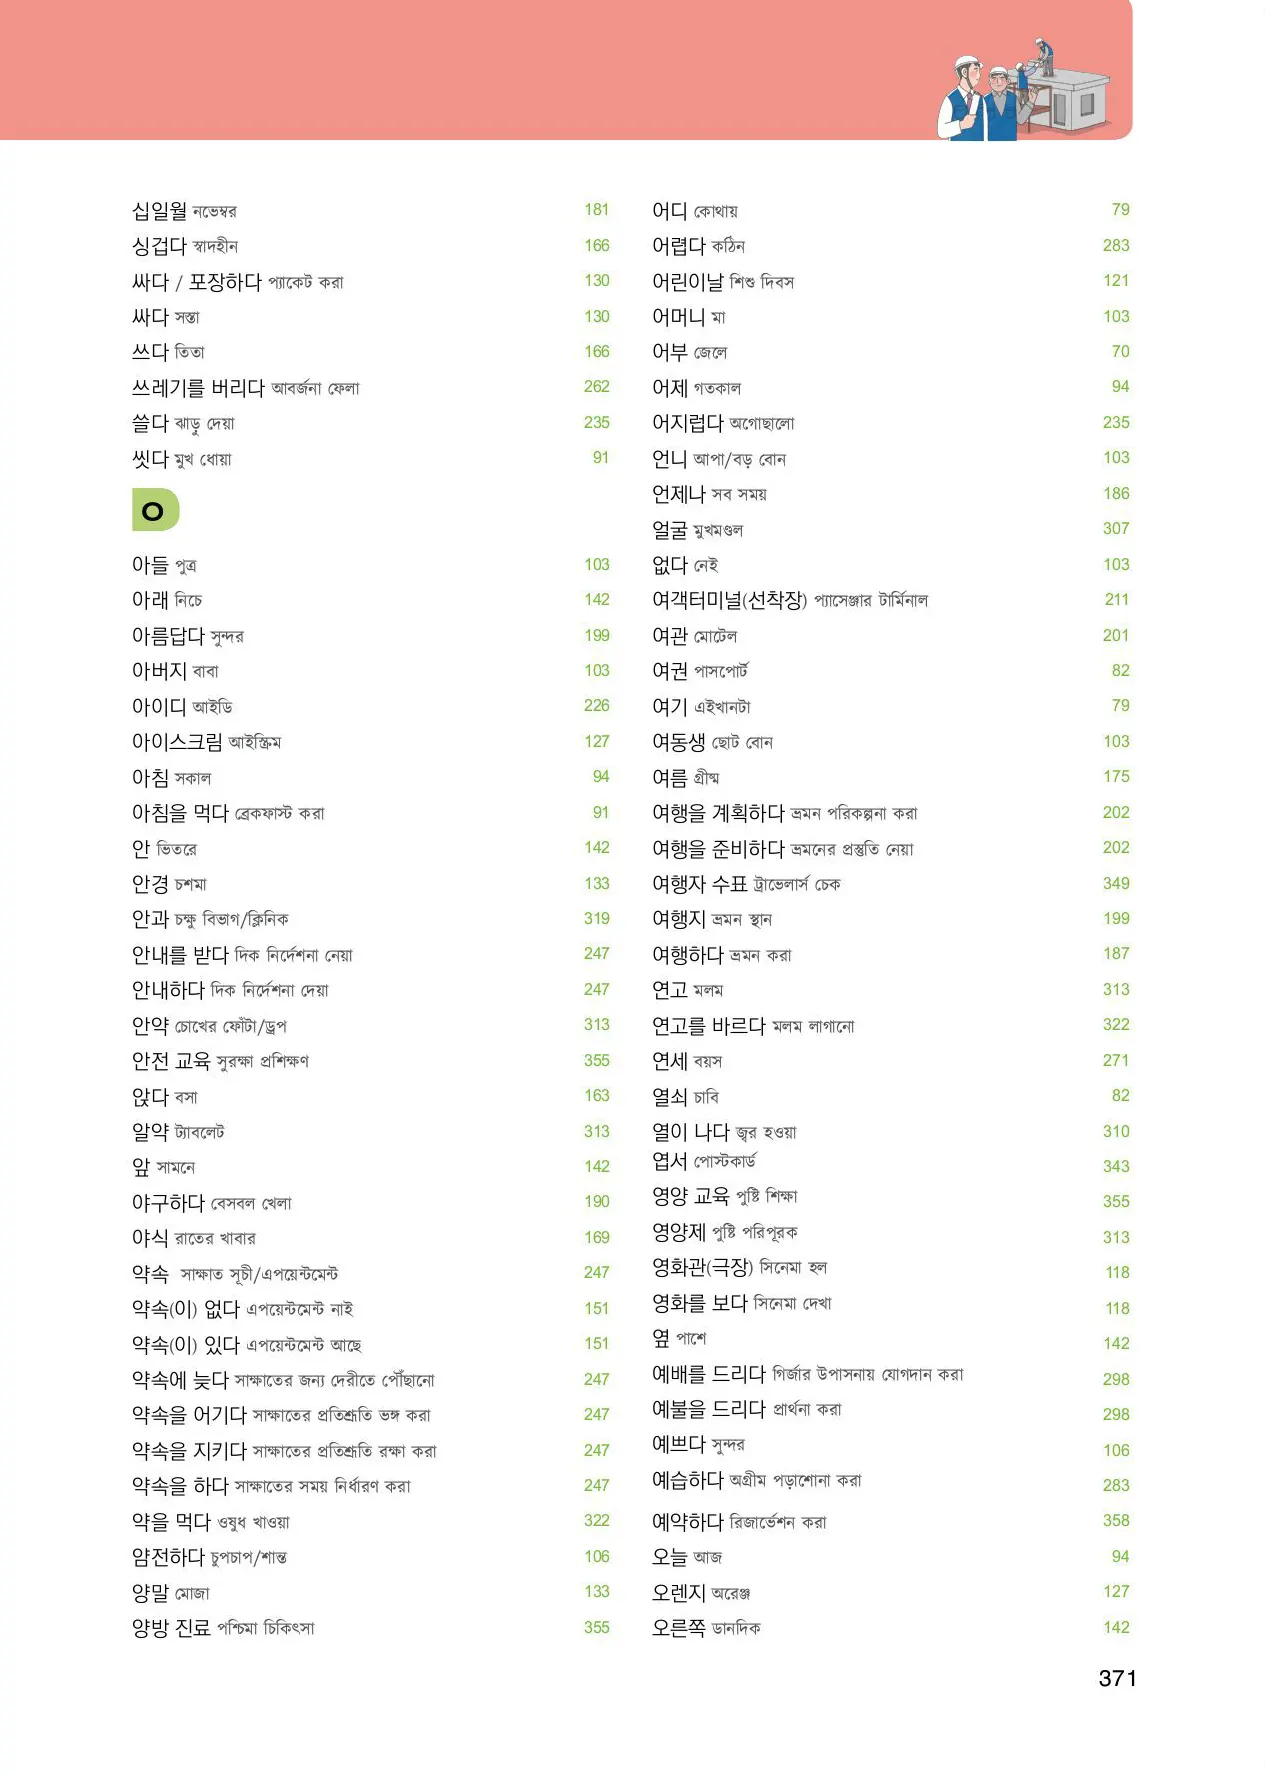 십일월 নভেম্বর 181
싱겁다 স্বাদহীন 166
싸다 / 포장하다 প্যাকেট করা 130
싸다 সস্তা 130
쓰다 তিতা 166
쓰레기를 버리다 আবর্জনা ফেলা 262
쓸다 ঝাড়ু দেয়া 235
씻다 মুখ ধোয়া 91
ㅇ
아들 পুত্র 103
아래 নিচে 142
아름답다 সুন্দর 199
아버지 বাবা 103
아이디 আইডি 226
아이스크림 আইস্ক্রিম 127
아침 সকাল 94
아침을 먹다 ব্রেকফাস্ট করা 91
안 ভিতরে 142
안경 চশমা 133
안과 চক্ষু বিভাগ/ক্লিনিক 319
안내를 받다 দিক নির্দেশনা নেয়া 247
안내하다 দিক নির্দেশনা দেয়া 247
안약 চোখের ফোঁটা/ড্রপ 313
안전 교육 সুরক্ষা প্রশিক্ষণ 355
앉다 বসা 163
알약 ট্যাবলেট 313
앞 সামনে 142
야구하다 বেসবল খেলা 190
야식 রাতের খাবার 169
약속 সাক্ষাত সূচী/এপয়েন্টমেন্ট 247
약속(이) 없다 এপয়েন্টমেন্ট নাই 151
약속(이) 있다 এপয়েন্টমেন্ট আছে 151
약속에 늦다 সাক্ষাতের জন্য দেরীতে পৌঁছানো 247
약속을 어기다 সাক্ষাতের প্রতিশ্রুতি ভঙ্গ করা 247
약속을 지키다 সাক্ষাতের প্রতিশ্রুতি রক্ষা করা 247
약속을 하다 সাক্ষাতের সময় নির্ধারণ করা 247
약을 먹다 ওষুধ খাওয়া 322
얌전하다 চুপচাপ/শান্ত 106
양말 মোজা 133
양방 진료 পশ্চিমা চিকিৎসা 355
어디 কোথায় 79
어렵다 কঠিন 283
어린이날 শিশু দিবস 121
어머니 মা 103
어부 জেলে 70
어제 গতকাল 94
어지럽다 অগোছালো 235
언니 আপা/বড় বোন 103
언제나 সব সময় 186
얼굴 মুখমণ্ডল 307
없다 নেই 103
여객터미널(선착장) প্যাসেঞ্জার টার্মিনাল 211
여관 মোটেল 201
여권 পাসপোর্ট 82
여기 এইখানটা 79
여동생 ছোট বোন 103
여름 গ্রীষ্ম 175
여행을 계획하다 ভ্রমন পরিকল্পনা করা 202
여행을 준비하다 ভ্রমনের প্রস্তুতি নেয়া 202
여행자 수표 ট্রাভেলার্স চেক 349
여행지 ভ্রমন স্থান 199
여행하다 ভ্রমন করা 187
연고 মলম 313
연고를 바르다 মলম লাগানো 322
연세 বয়স 271
열쇠 চাবি 82
열이 나다 জ্বর হওয়া 310
엽서 পোস্টকার্ড 343
영양 교육 পুষ্টি শিক্ষা 355
영양제 পুষ্টি পরিপূরক 313
영화관(극장) সিনেমা হল 118
영화를 보다 সিনেমা দেখা 118
옆 পাশে 142
예배를 드리다 গির্জার উপাসনায় যোগদান করা 298
예불을 드리다 প্রার্থনা করা 298
예쁘다 সুন্দর 106
예습하다 অগ্রীম পড়াশোনা করা 283
예약하다 রিজার্ভেশন করা 358
오늘 আজ 94
오렌지 অরেঞ্জ 127
오른쪽 ডানদিক 142
371